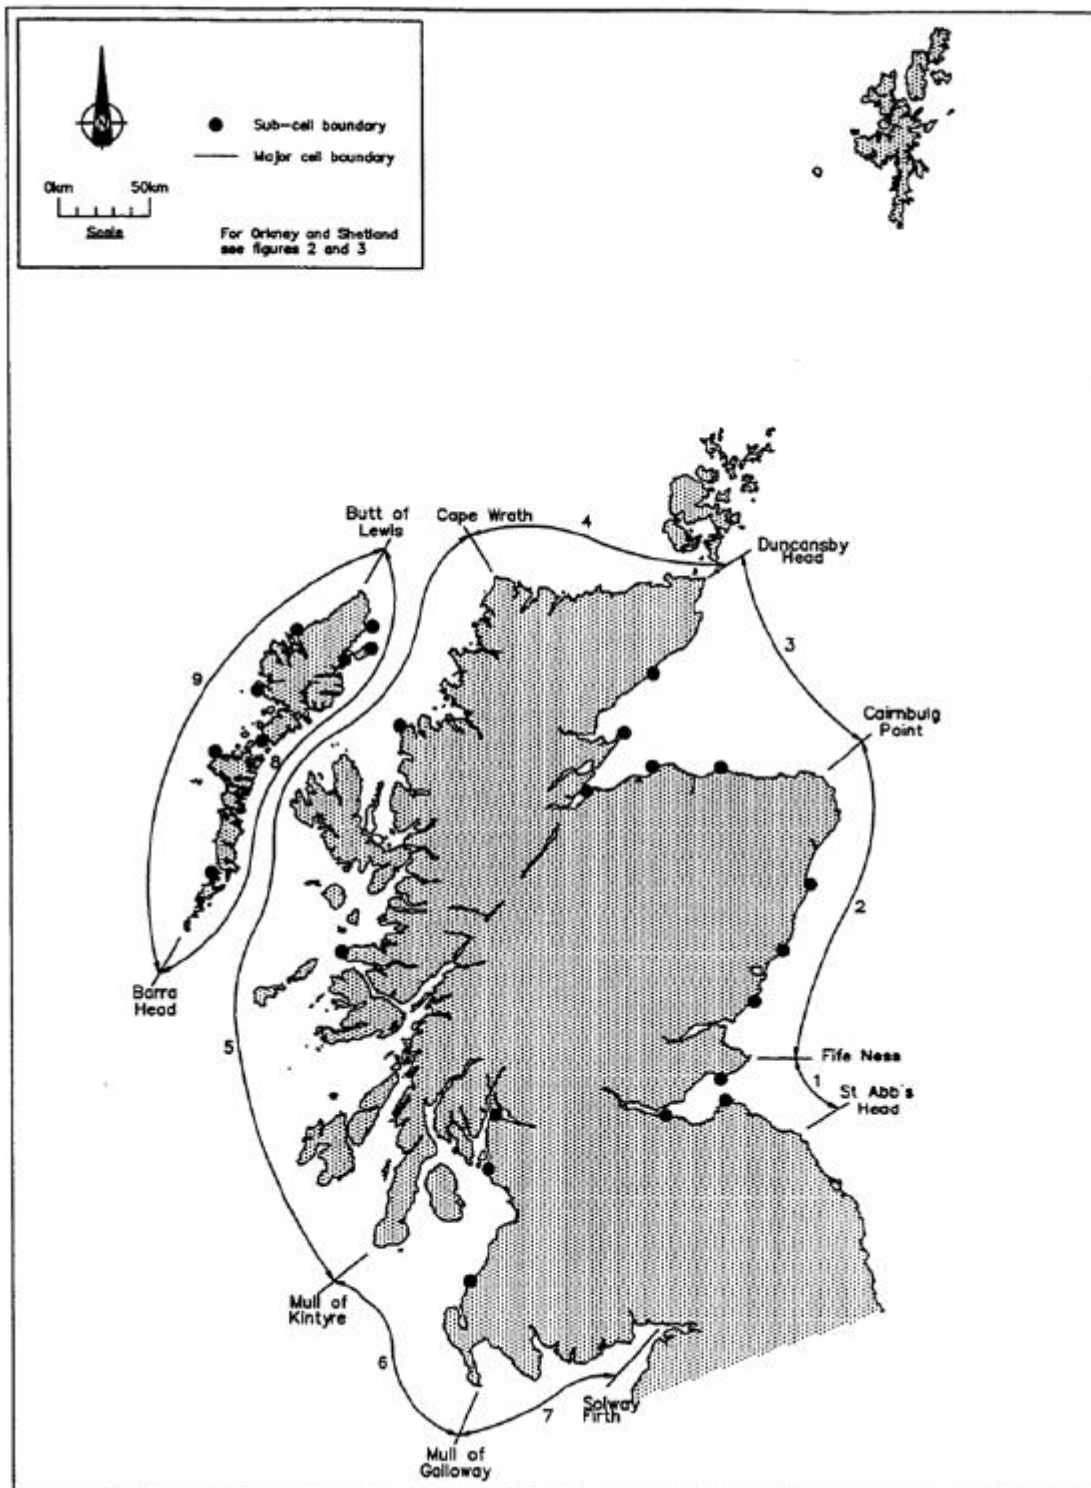 N
Sub-cell boundary
Major cell boundary
0km 50km
Scale
For Orkney and Shetland
see figures 2 and 3
Butt of
Lewis
Cape Wrath
4
Duncansby
Head
3
9
Cairnbulg
Point
8
2
Barra
Head
5
Fife Ness
1
St Abb's
Head
Mull of
Kintyre
6
Solway
Firth
7
Mull of
Galloway